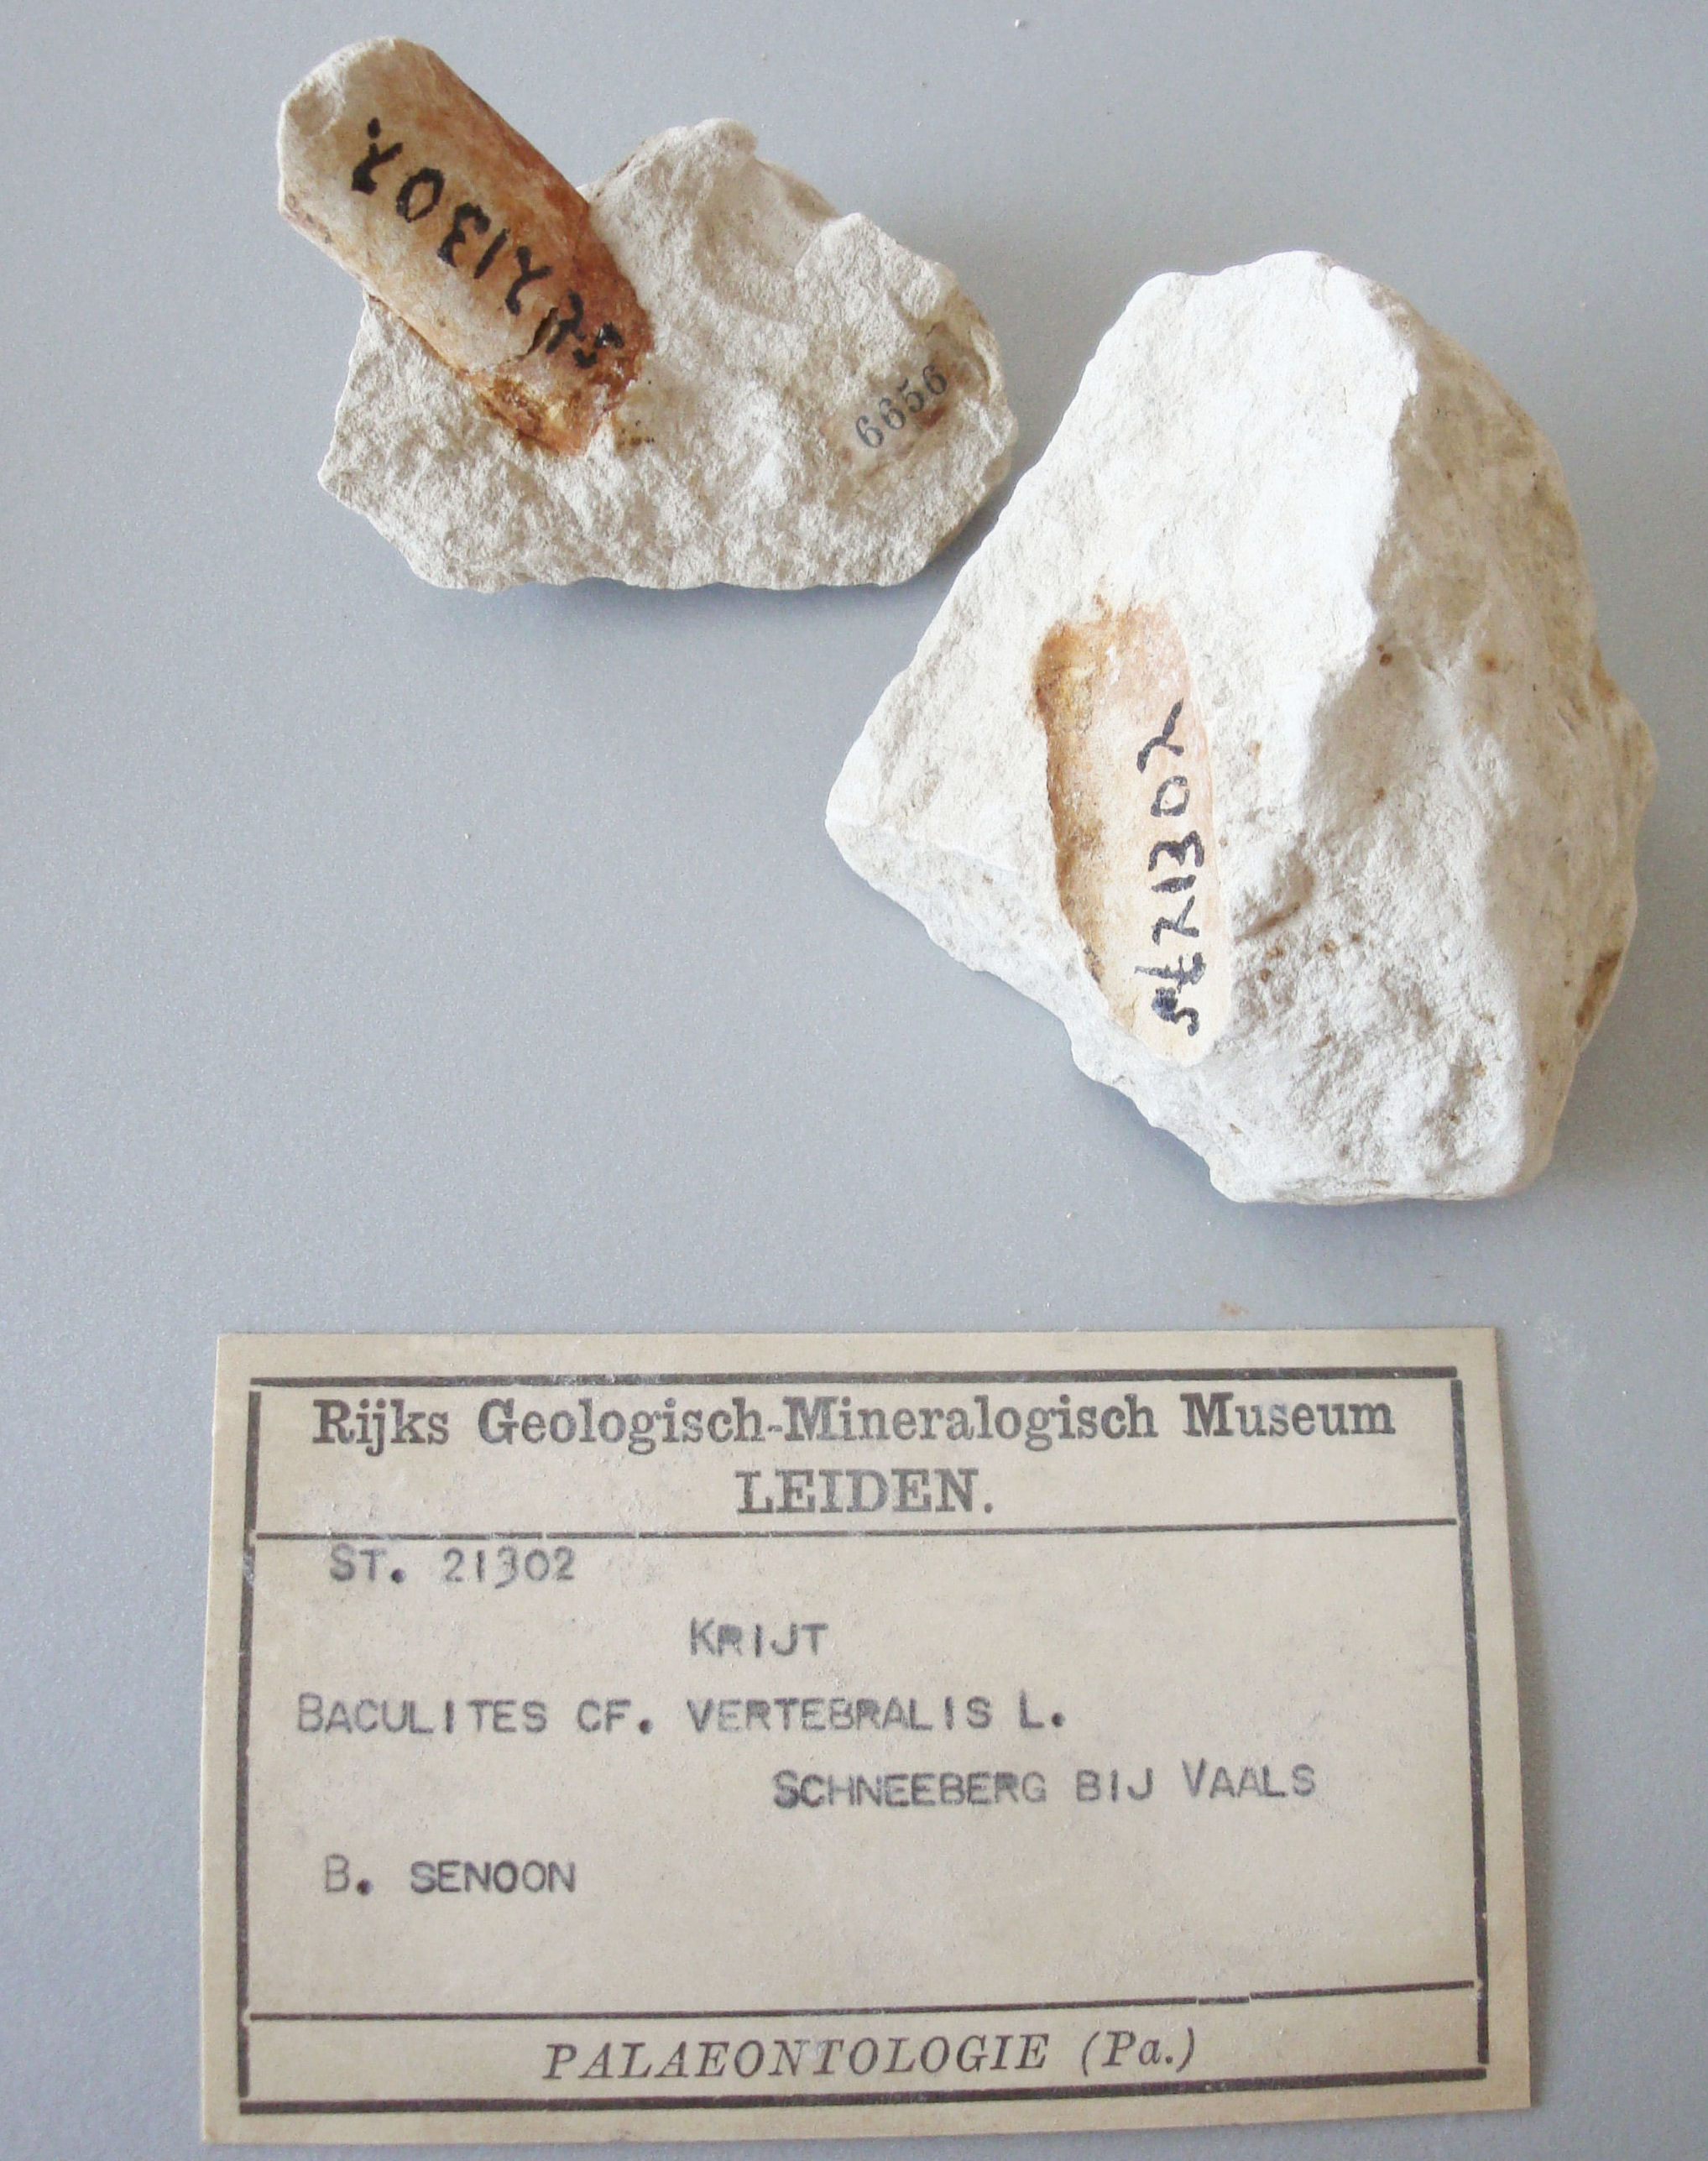 St 21302.
6656
St 21302
Rijks Geologisch-Mineralogisch Museum
LEIDEN.
ST. 21302
KRIJT
BACULITES CF. VERTEBRALIS L.
SCHNEEBERG BIJ VAALS
B. SENOON
PALAEONTOLOGIE (Pa.)